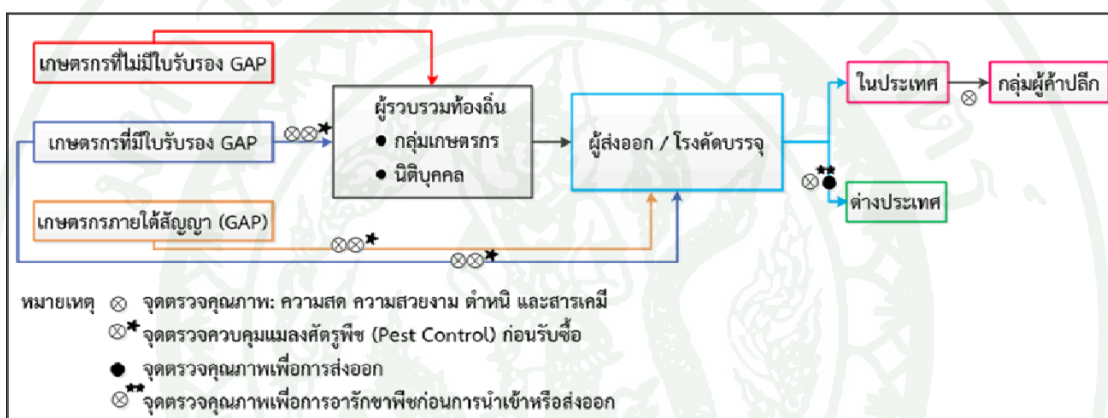 เกษตรกรที่ไม่มีใบรับรอง GAP
เกษตรกรที่มีใบรับรอง GAP
เกษตรกรภายใต้สัญญา (GAP)
ผู้รวบรวมท้องถิ่น
● กลุ่มเกษตรกร
● นิติบุคคล
ผู้ส่งออก / โรงคัดบรรจุ
ในประเทศ
กลุ่มผู้ค้าปลีก
ต่างประเทศ
หมายเหตุ ⊗ จุดตรวจคุณภาพ: ความสด ความสวยงาม ตำหนิ และสารเคมี
⊗* จุดตรวจควบคุมแมลงศัตรูพืช (Pest Control) ก่อนรับซื้อ
● จุดตรวจคุณภาพเพื่อการส่งออก
⊗** จุดตรวจคุณภาพเพื่อการอารักขาพืชก่อนการนำเข้าหรือส่งออก